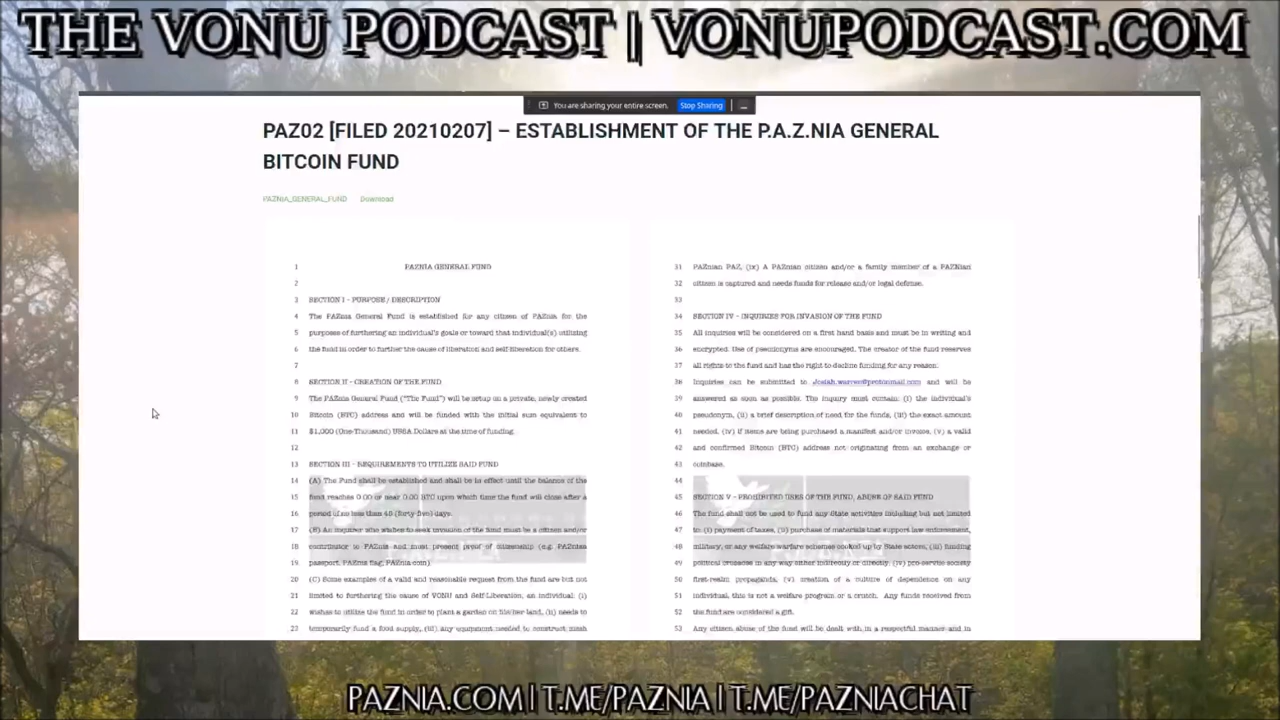 THE VONU PODCAST | VONUPODCAST.COM
You are sharing your entire screen. Stop Sharing
PAZ02 [FILED 20210207] – ESTABLISHMENT OF THE P.A.Z.NIA GENERAL
BITCOIN FUND
PAZNIA_GENERAL_FUND Download
1 PAZNIA GENERAL FUND
2
3 SECTION I - PURPOSE / DESCRIPTION
4 The PAZnia General Fund is established for any citizen of PAZnia for the
5 purposes of furthering an individual's goals or toward that individual(s) utilizing
6 the fund in order to further the cause of liberation and self-liberation for others.
7
8 SECTION II - CREATION OF THE FUND
9 The PAZnia General Fund ("The Fund") will be setup on a private, newly created
10 Bitcoin (BTC) address and will be funded with the initial sum equivalent to
11 $1,000 (One-Thousand) USSA Dollars at the time of funding.
12
13 SECTION III - REQUIREMENTS TO UTILIZE SAID FUND
14 (A) The Fund shall be established and shall be in effect until the balance of the
15 fund reaches 0.00 or near 0.00 BTC upon which time the fund will close after a
16 period of no less than 45 (forty-five) days.
17 (B) An inquirer who wishes to seek invasion of the fund must be a citizen and/or
18 contributor to PAZnia and must present proof of citizenship (e.g. PAZnian
19 passport, PAZnia flag, PAZnia coin).
20 (C) Some examples of a valid and reasonable request from the fund are but not
21 limited to furthering the cause of VONU and Self-Liberation, an individual: (i)
22 wishes to utilize the fund in order to plant a garden on his/her land, (ii) needs to
23 temporarily fund a food supply, (iii) any equipment needed to construct mesh
31 PAZnian PAZ, (ix) A PAZnian citizen and/or a family member of a PAZNian
32 citizen is captured and needs funds for release and/or legal defense.
33
34 SECTION IV - INQUIRIES FOR INVASION OF THE FUND
35 All inquiries will be considered on a first hand basis and must be in writing and
36 encrypted. Use of pseudonyms are encouraged. The creator of the fund reserves
37 all rights to the fund and has the right to decline funding for any reason.
38 Inquiries can be submitted to Josiah.warren@protonmail.com and will be
39 answered as soon as possible. The inquiry must contain: (i) the individual's
40 pseudonym, (ii) a brief description of need for the funds, (iii) the exact amount
41 needed, (iv) if items are being purchased a manifest and/or invoice, (v) a valid
42 and confirmed Bitcoin (BTC) address not originating from an exchange or
43 coinbase.
44
45 SECTION V - PROHIBITED USES OF THE FUND, ABUSE OF SAID FUND
46 The fund shall not be used to fund any State activities including but not limited
47 to: (i) payment of taxes, (ii) purchase of materials that support law enforcement,
48 military, or any welfare warfare schemes cooked up by State actors, (iii) funding
49 political crusades in any way either indirectly or directly, (iv) pro-service society
50 first-realm propaganda, (v) creation of a culture of dependence on any
51 individual, this is not a welfare program or a crutch. Any funds received from
52 the fund are considered a gift.
53 Any citizen abuse of the fund will be dealt with in a respectful manner and in
PAZNIA.COM | T.ME/PAZNIA | T.ME/PAZNIACHAT